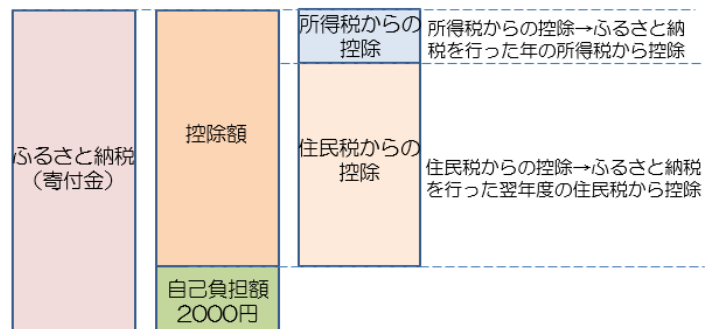 ふるさと納税
(寄付金)
控除額
自己負担額
2000円
所得税からの
控除
住民税からの
控除
所得税からの控除→ふるさと納
税を行った年の所得税から控除
住民税からの控除→ふるさと納税
を行った翌年度の住民税から控除